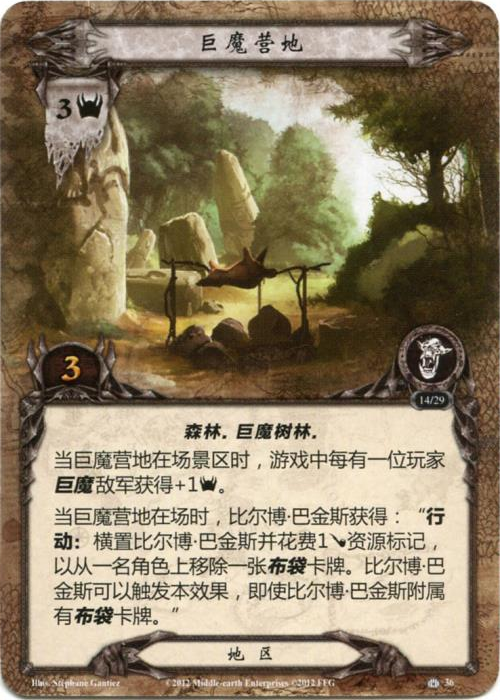 巨魔营地
3
3
14/29
森林. 巨魔树林.
当巨魔营地在场景区时，游戏中每有一位玩家
巨魔敌军获得+1。
当巨魔营地在场时，比尔博·巴金斯获得：“行
动：横置比尔博·巴金斯并花费1资源标记，
以从一名角色上移除一张布袋卡牌。比尔博·巴
金斯可以触发本效果，即使比尔博·巴金斯附属
有布袋卡牌。”
地区
Illus. Stéphane Gantiez ©2012 Middle-earth Enterprises ©2012 FFG 36